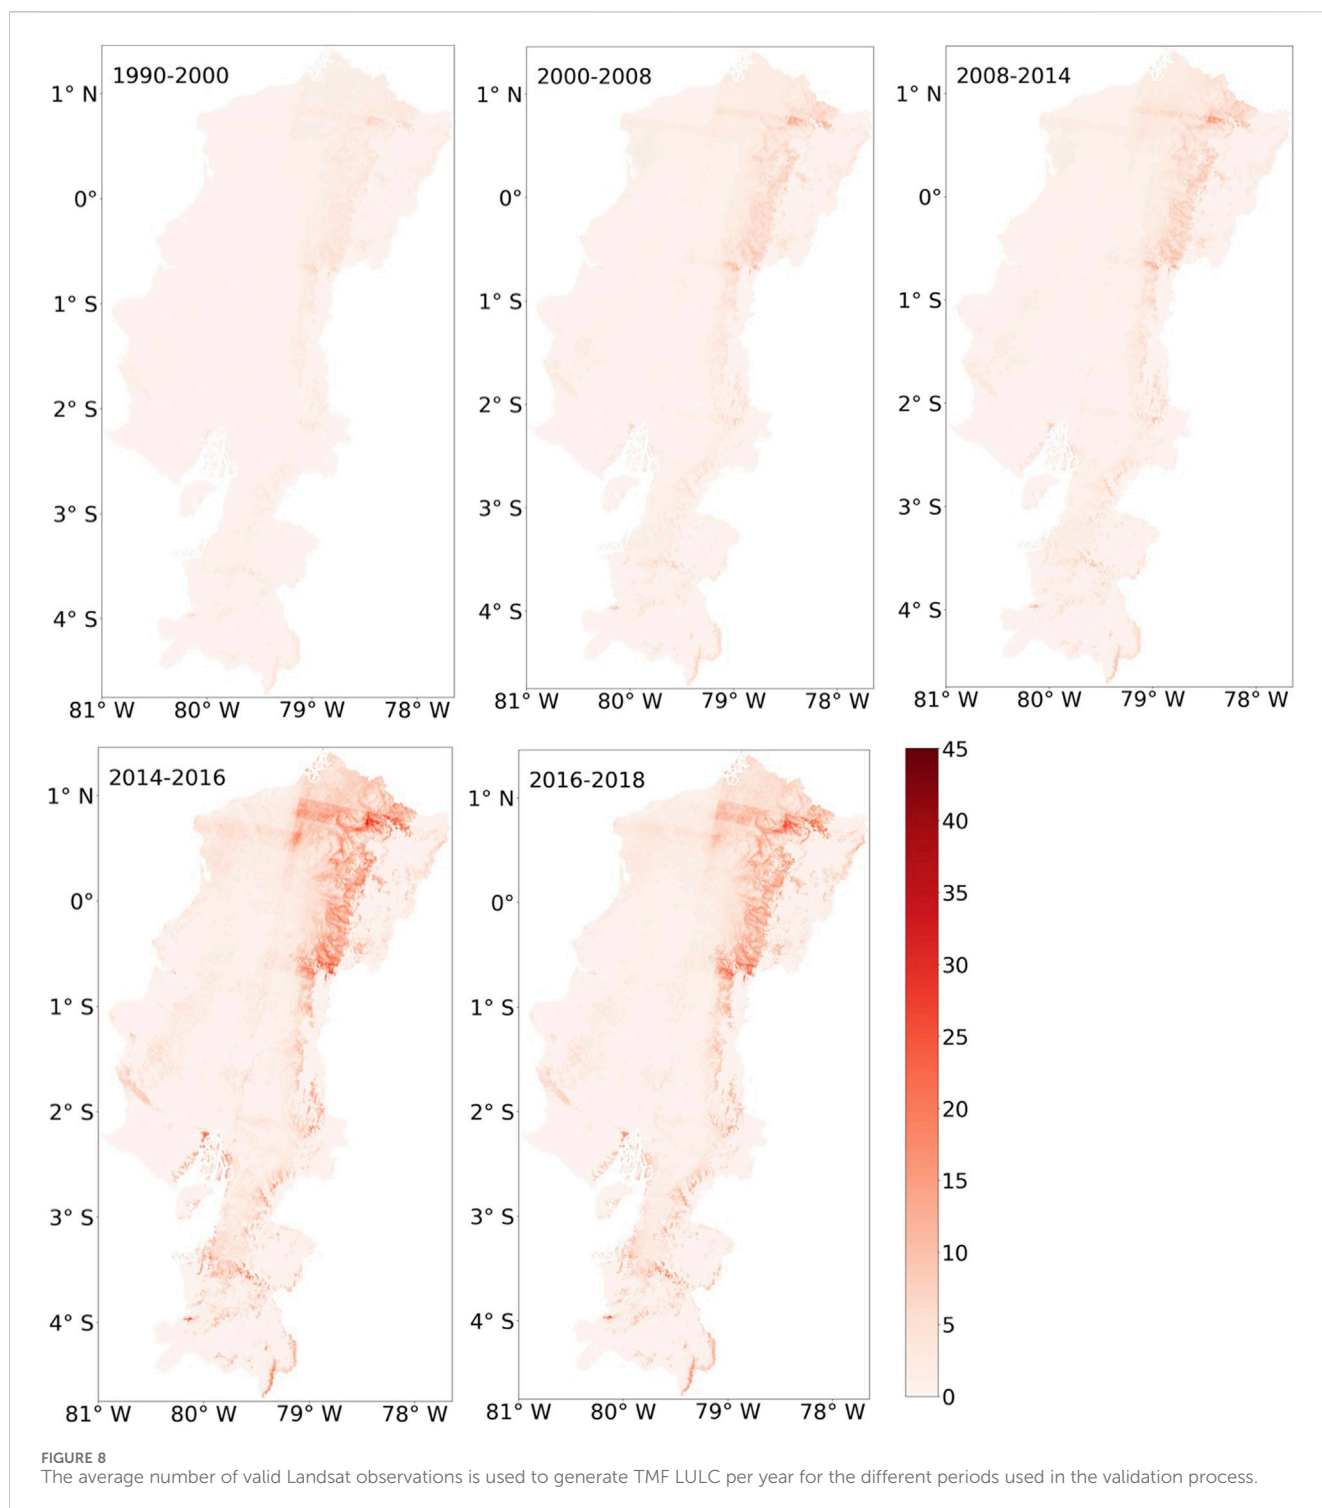 1990-2000
1° N
0°
1° S
2° S
3° S
4° S
81° W 80° W 79° W 78° W
2000-2008
1° N
0°
1° S
2° S
3° S
4° S
81° W 80° W 79° W 78° W
2008-2014
1° N
0°
1° S
2° S
3° S
4° S
81° W 80° W 79° W 78° W
2014-2016
1° N
0°
1° S
2° S
3° S
4° S
81° W 80° W 79° W 78° W
2016-2018
1° N
0°
1° S
2° S
3° S
4° S
81° W 80° W 79° W 78° W
45
40
35
30
25
20
15
10
5
0
FIGURE 8
The average number of valid Landsat observations is used to generate TMF LULC per year for the different periods used in the validation process.